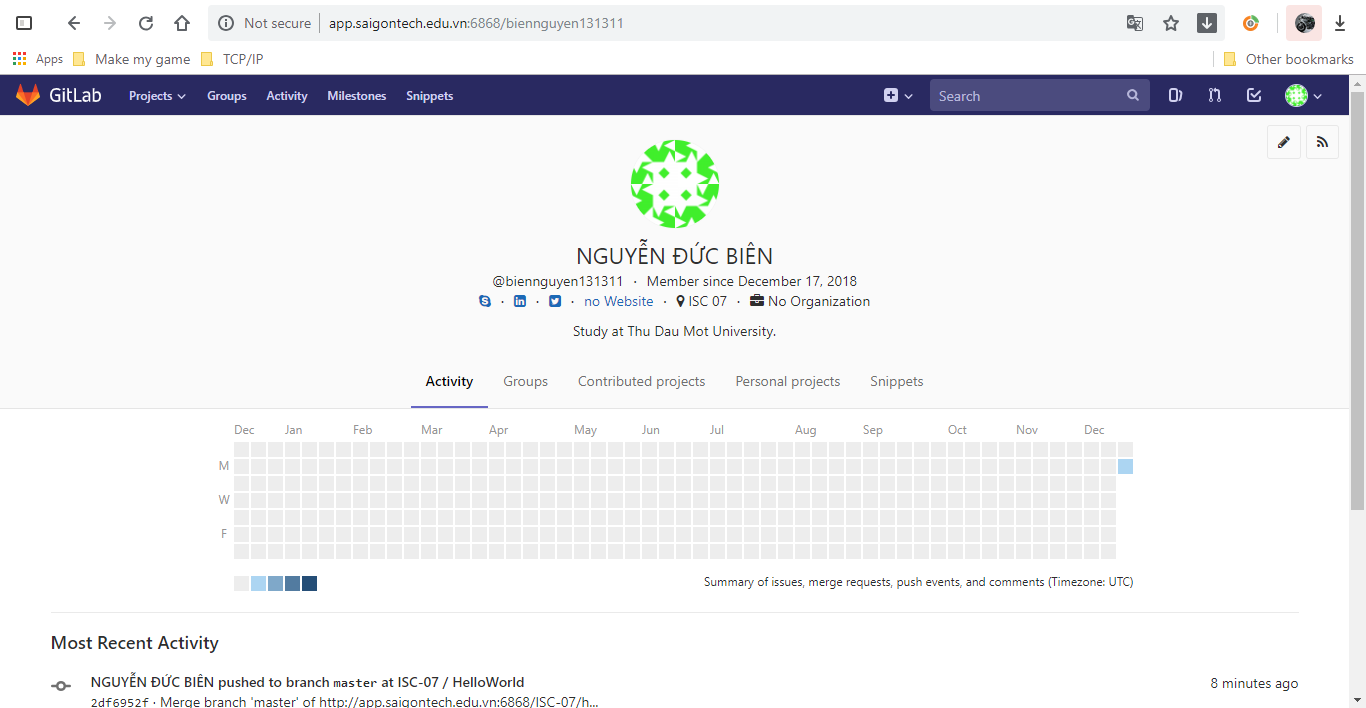 Not secure app.saigontech.edu.vn:6868/biennguyen131311
Apps Make my game TCP/IP Other bookmarks
GitLab Projects Groups Activity Milestones Snippets Search
NGUYỄN ĐỨC BIÊN
@biennguyen131311 · Member since December 17, 2018
· · · no Website · ISC 07 · No Organization
Study at Thu Dau Mot University.
Activity Groups Contributed projects Personal projects Snippets
Dec Jan Feb Mar Apr May Jun Jul Aug Sep Oct Nov Dec
M
W
F
Summary of issues, merge requests, push events, and comments (Timezone: UTC)
Most Recent Activity
NGUYỄN ĐỨC BIÊN pushed to branch master at ISC-07 / HelloWorld 8 minutes ago
2df6952f · Merge branch 'master' of http://app.saigontech.edu.vn:6868/ISC-07/h...